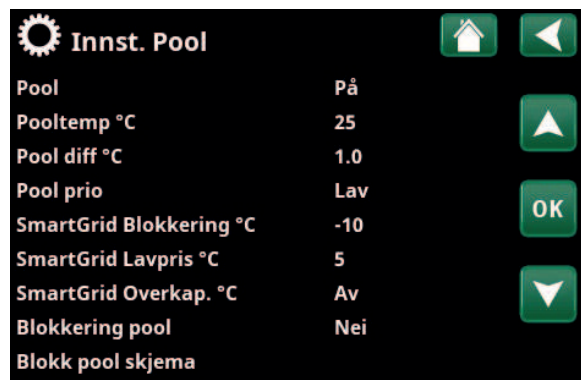 Innst. Pool
Pool På
Pooltemp °C 25
Pool diff °C 1.0
Pool prio Lav
SmartGrid Blokkering °C -10
OK
SmartGrid Lavpris °C 5
SmartGrid Overkap. °C Av
Blokkering pool Nei
Blokk pool skjema